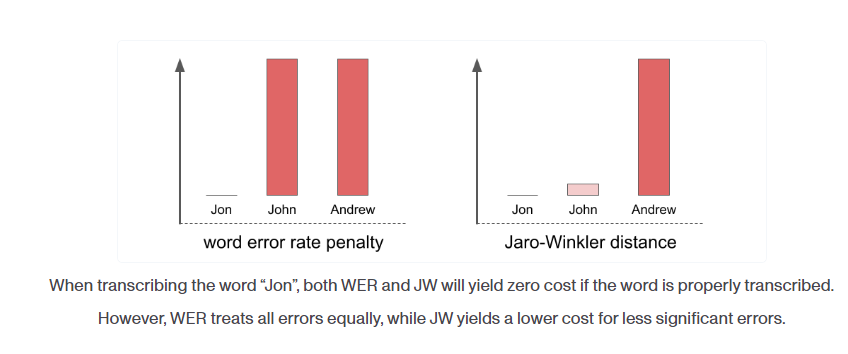 Jon John Andrew
word error rate penalty
Jon John Andrew
Jaro-Winkler distance
When transcribing the word “Jon”, both WER and JW will yield zero cost if the word is properly transcribed.
However, WER treats all errors equally, while JW yields a lower cost for less significant errors.